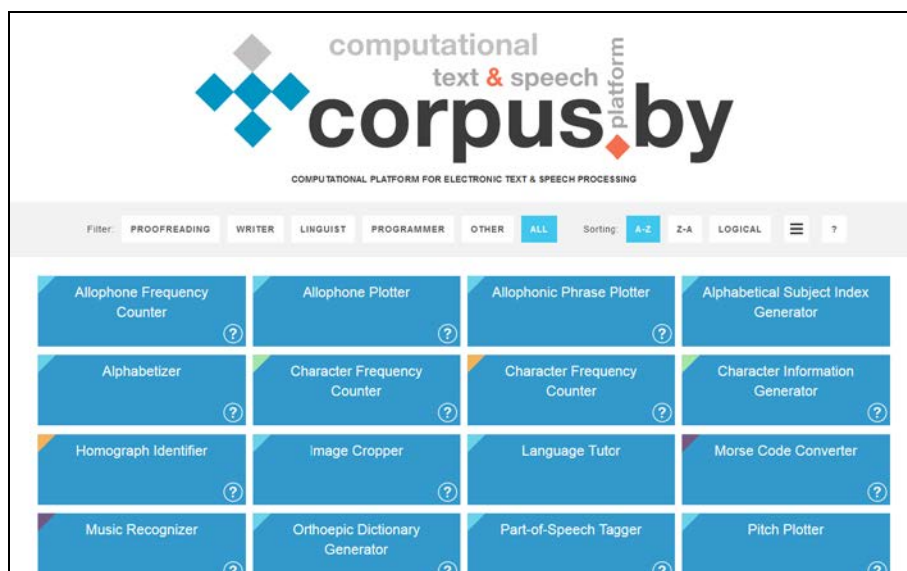 computational
text & speech
platform
corpus.by
COMPUTATIONAL PLATFORM FOR ELECTRONIC TEXT & SPEECH PROCESSING
Filter: PROOFREADING WRITER LINGUIST PROGRAMMER OTHER ALL Sorting: A-Z Z-A LOGICAL ?
Allophone Frequency
Counter
?
Allophone Plotter
?
Allophonic Phrase Plotter
?
Alphabetical Subject Index
Generator
Alphabetizer
?
Character Frequency
Counter
?
Character Frequency
Counter
?
Character Information
Generator
?
Homograph Identifier
?
Image Cropper
?
Language Tutor
Morse Code Converter
?
Music Recognizer
?
Orthoepic Dictionary
Generator
?
Part-of-Speech Tagger
?
Pitch Plotter
?